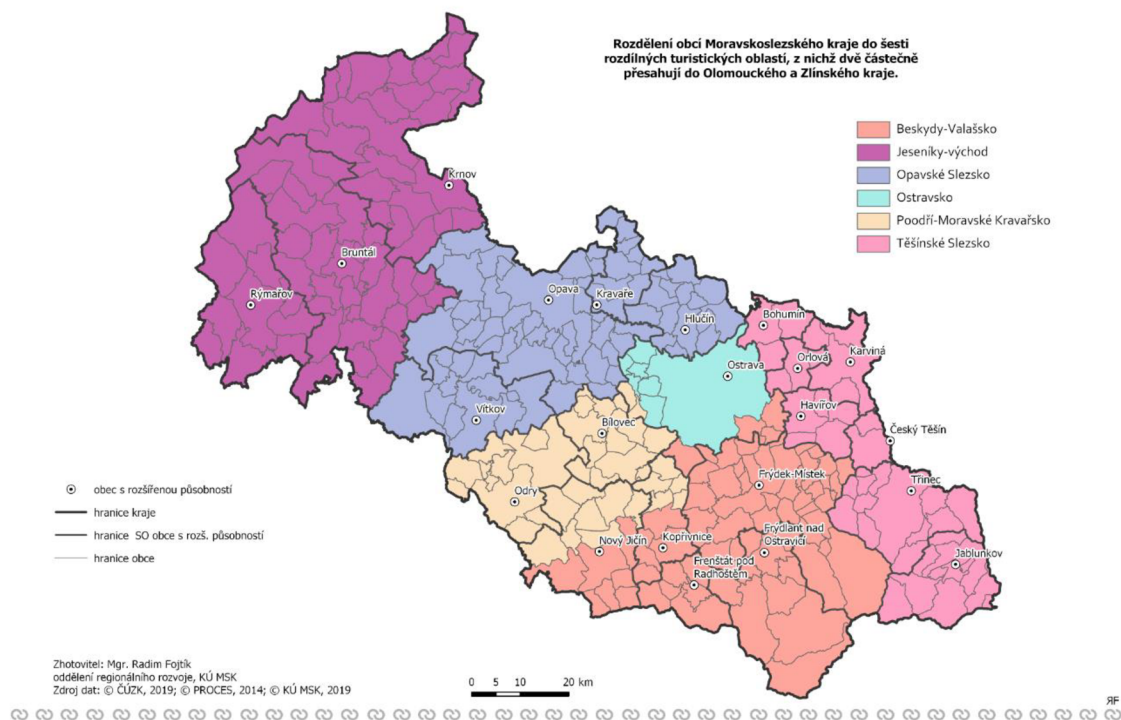 Rozdělení obcí Moravskoslezského kraje do šesti
rozdílných turistických oblastí, z nichž dvě částečně
přesahují do Olomouckého a Zlínského kraje.
Beskydy-Valašsko
Jeseníky-východ
Opavské Slezsko
Ostravsko
Poodří-Moravské Kravařsko
Těšínské Slezsko
Krnov
Bruntál
Rýmařov
Opava
Kravaře
Hlučín
Bohumín
Orlová
Karviná
Ostrava
Havířov
Vítkov
Bílovec
Český Těšín
Frýdek-Místek
Třinec
Odry
Nový Jičín
Kopřivnice
Frýdlant nad
Ostravicí
Frenštát pod
Radhoštěm
Jablunkov
obec s rozšířenou působností
hranice kraje
hranice SO obce s rozš. působností
hranice obce
Zhotovitel: Mgr. Radim Fojtík
oddělení regionálního rozvoje, KÚ MSK
Zdroj dat: © ČÚZK, 2019; © PROCES, 2014; © KÚ MSK, 2019
0 5 10 20 km
ЯF